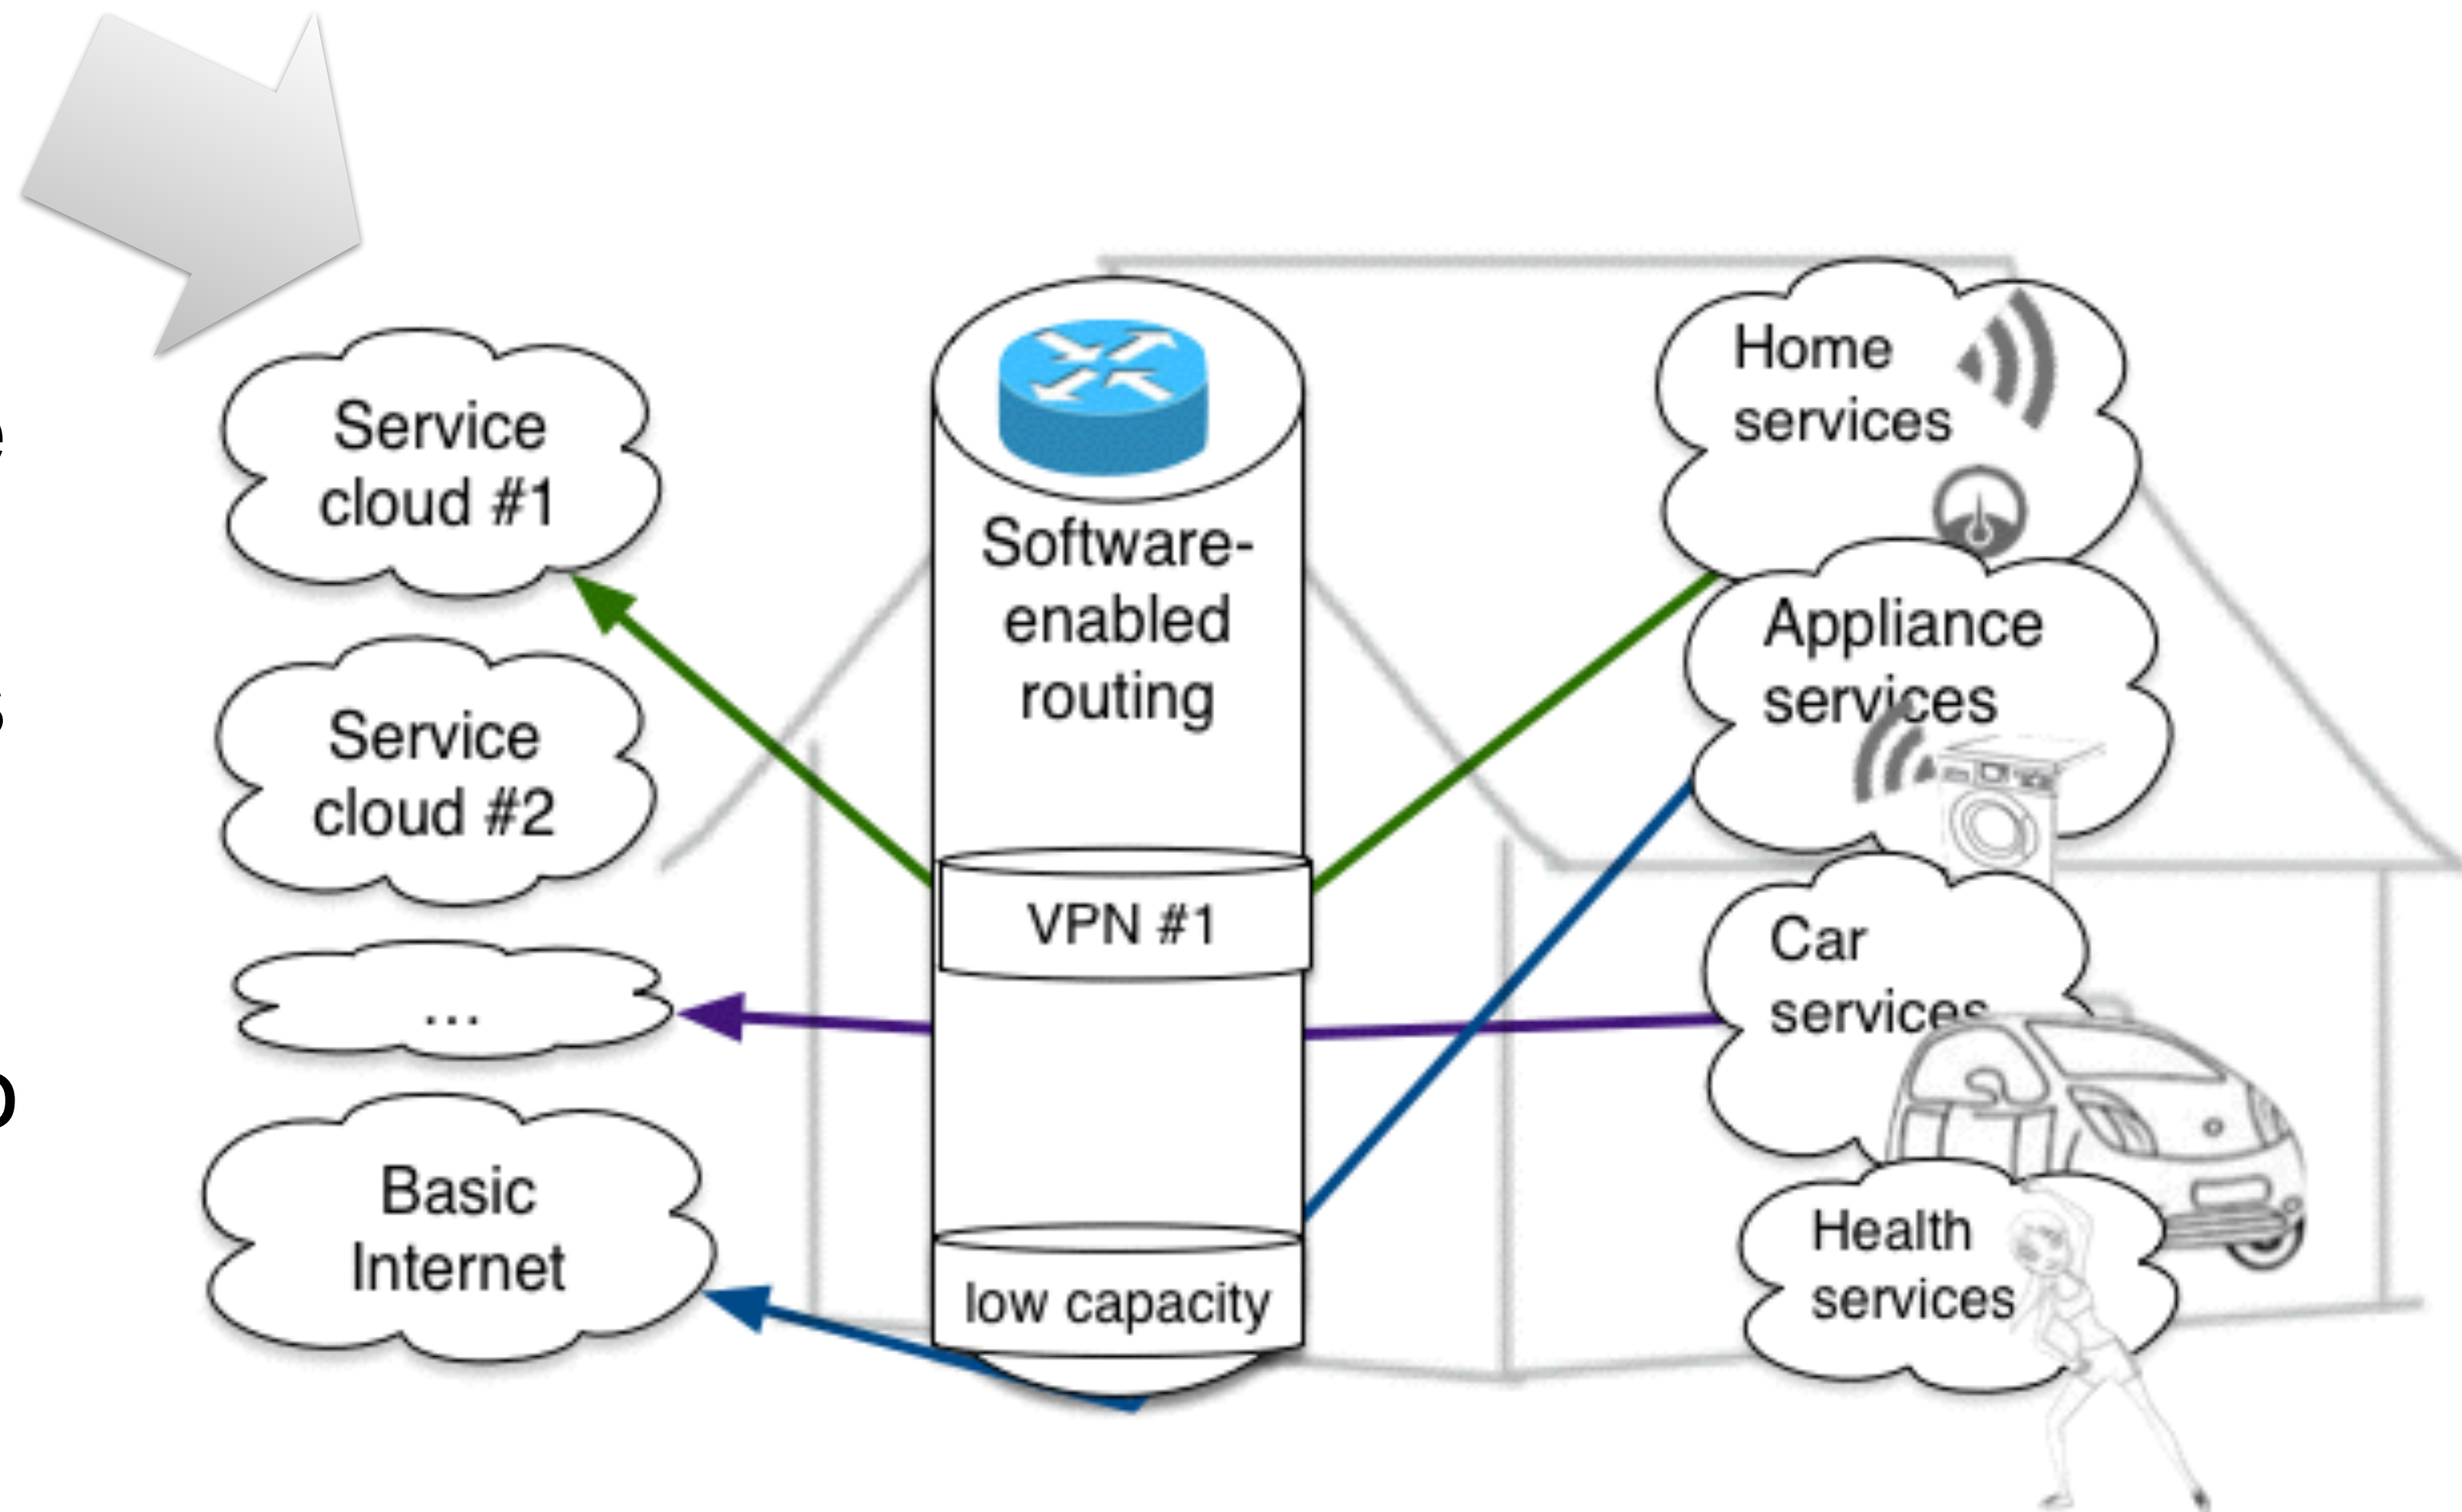 Service
cloud #1
Service
cloud #2
...
Basic
Internet
Software-
enabled
routing
VPN #1
low capacity
Home
services
Appliance
services
Car
services
Health
services